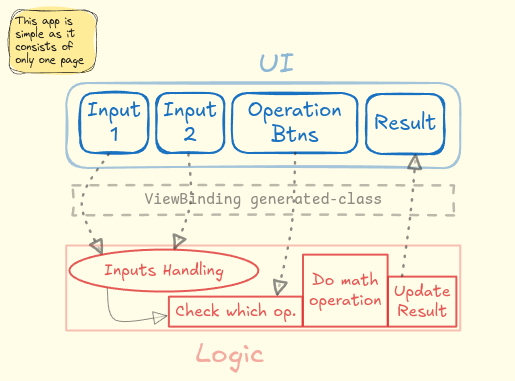 This app is
simple as it
consists of
only one page
UI
Input
1
Input
2
Operation
Btns
Result
ViewBinding generated-class
Inputs Handling
Check which op.
Do math
operation
Update
Result
Logic